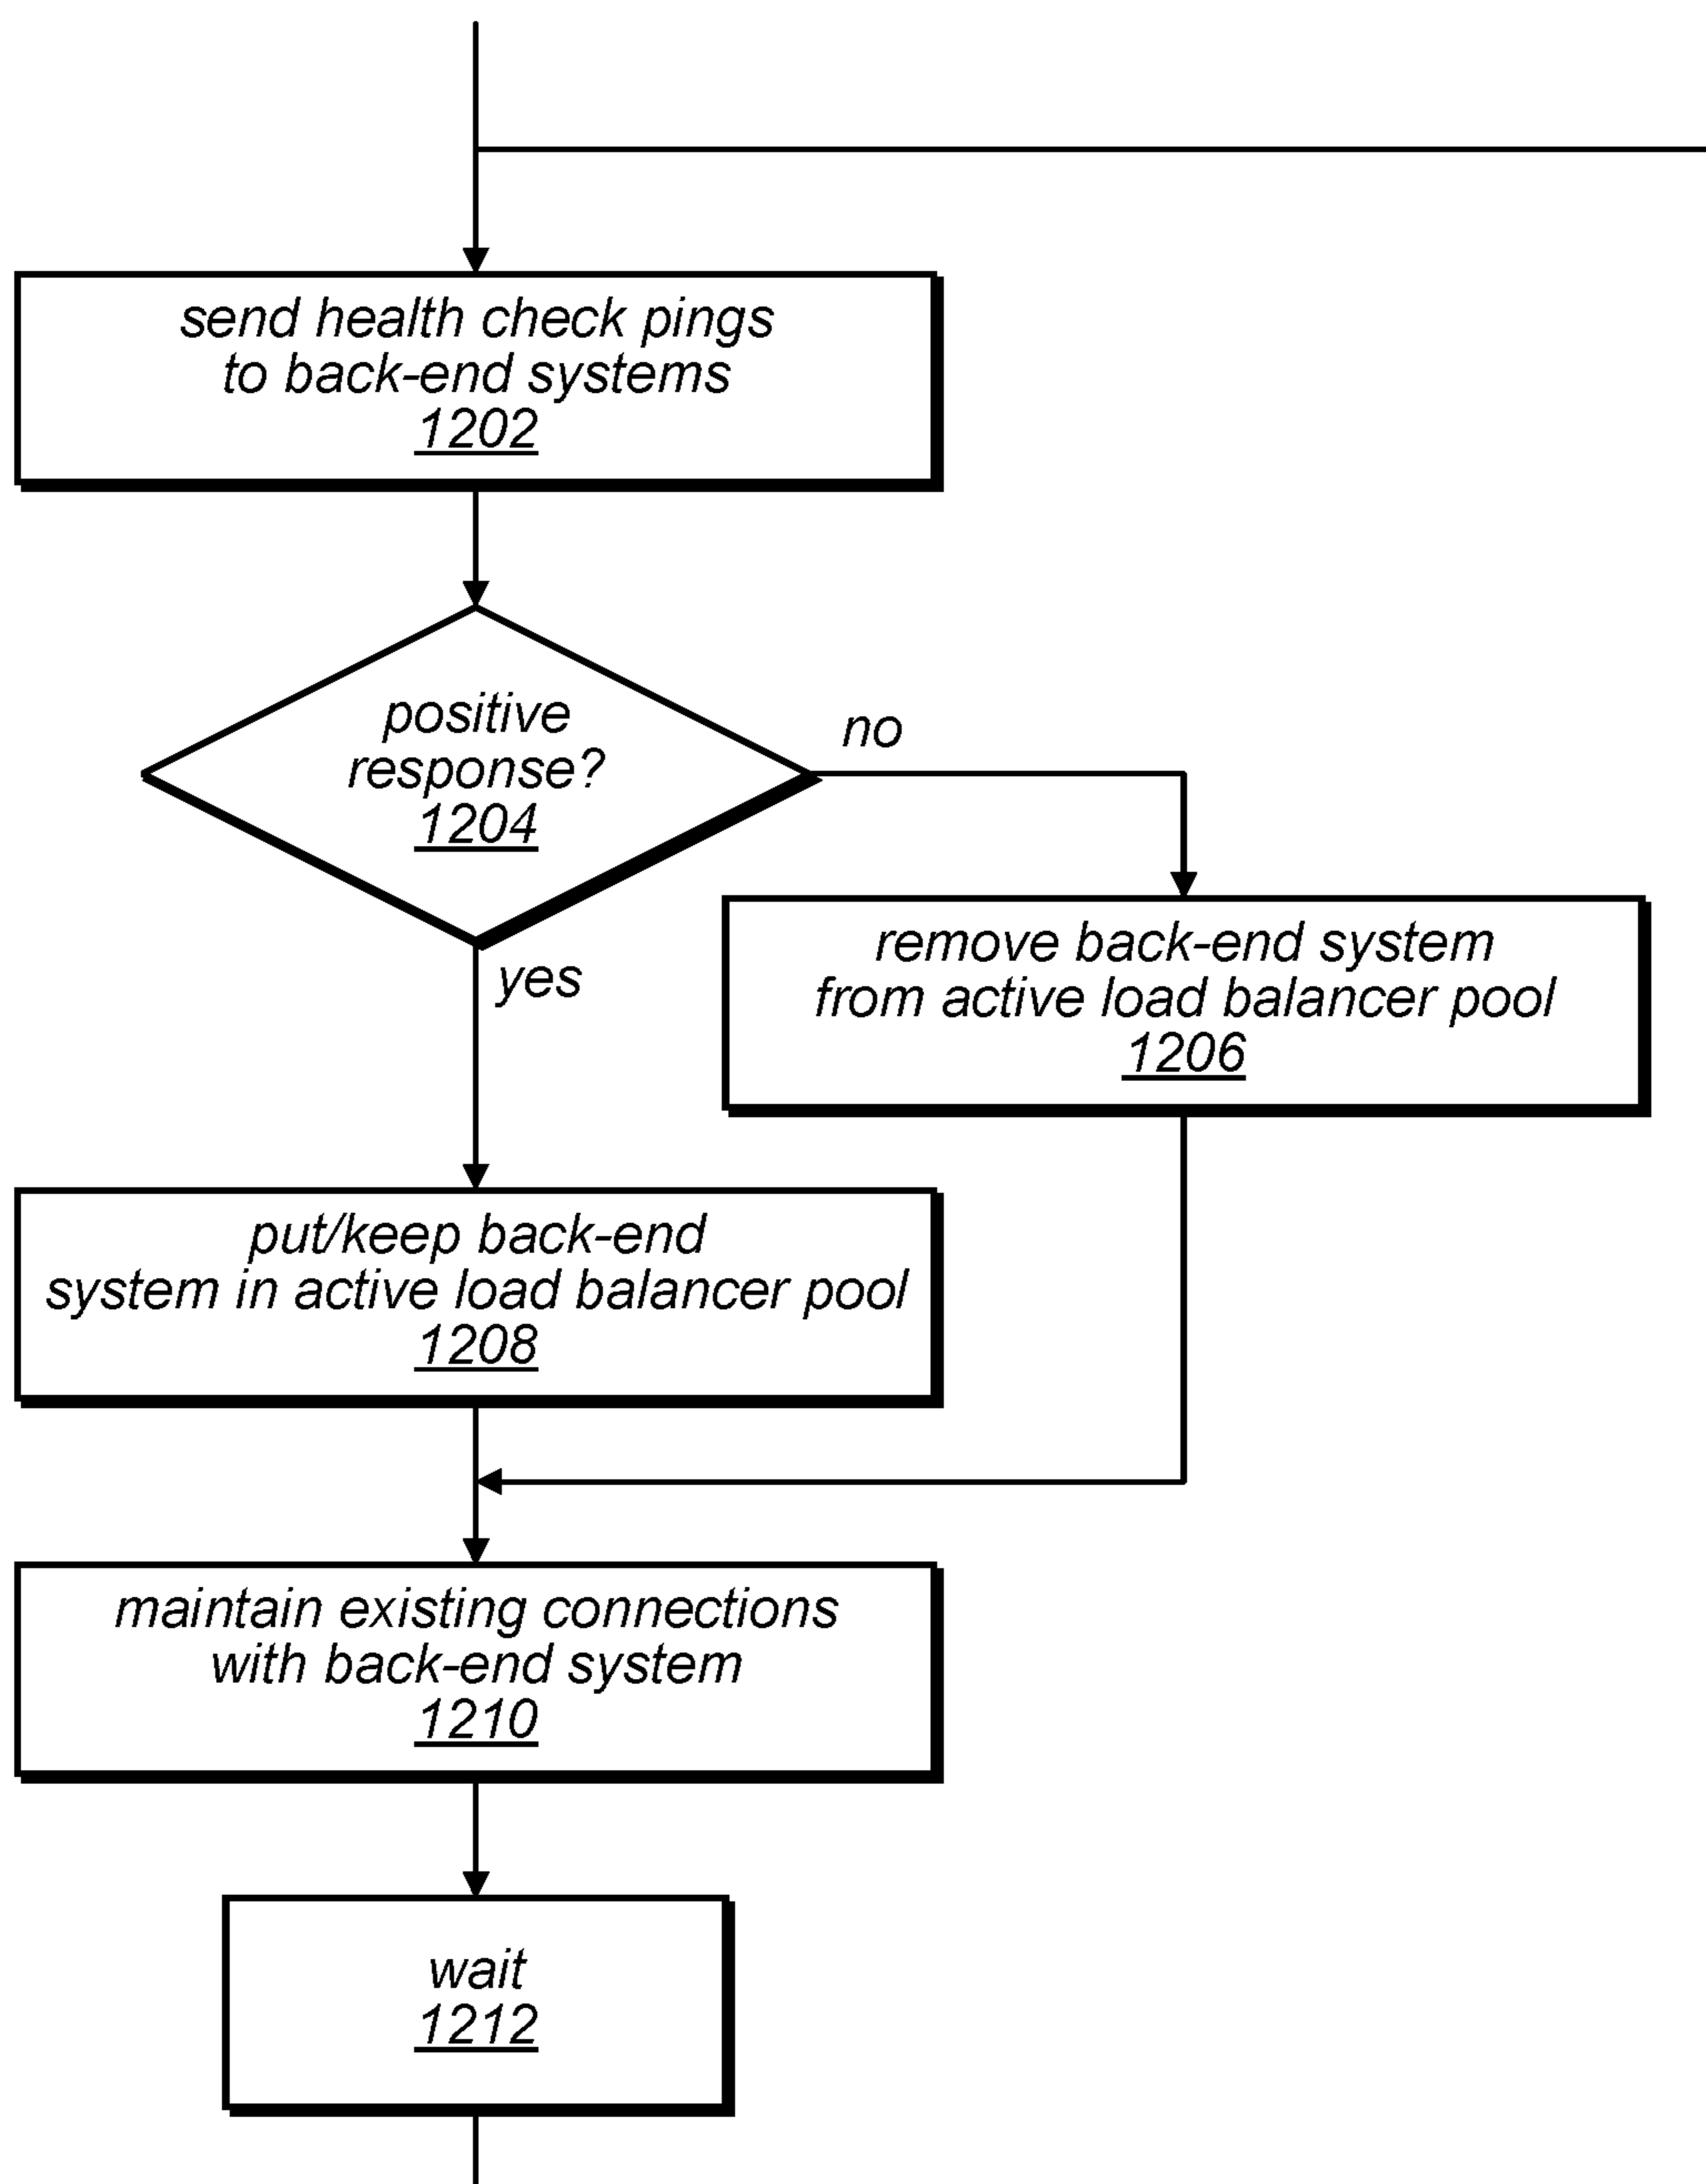 send health check pings
to back-end systems
1202
positive
response?
1204
no
yes
remove back-end system
from active load balancer pool
1206
put/keep back-end
system in active load balancer pool
1208
maintain existing connections
with back-end system
1210
wait
1212